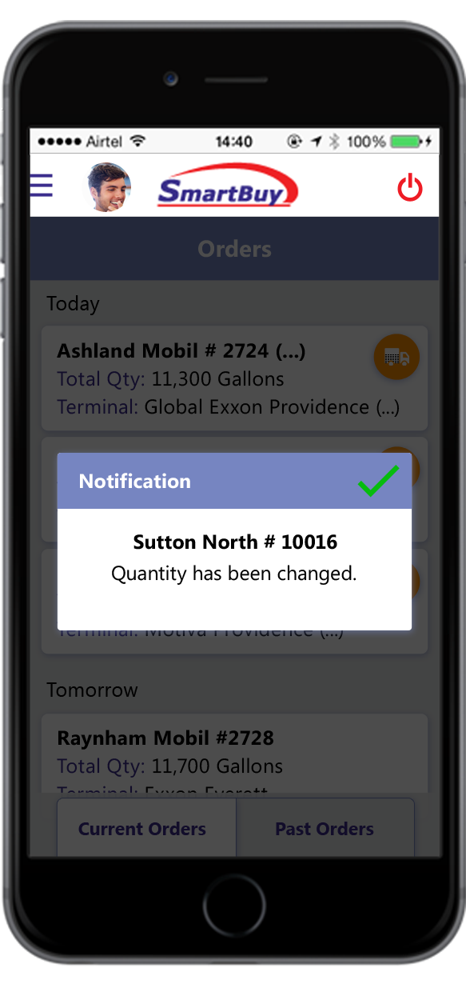 Airtel 14:40 100%
SmartBuy
Orders
Today
Ashland Mobil # 2724 (...)
Total Qty: 11,300 Gallons
Terminal: Global Exxon Providence (...)
Notification
Sutton North # 10016
Quantity has been changed.
Terminal: Motiva Providence (...)
Tomorrow
Raynham Mobil #2728
Total Qty: 11,700 Gallons
Terminal: Exxon Everett
Current Orders Past Orders